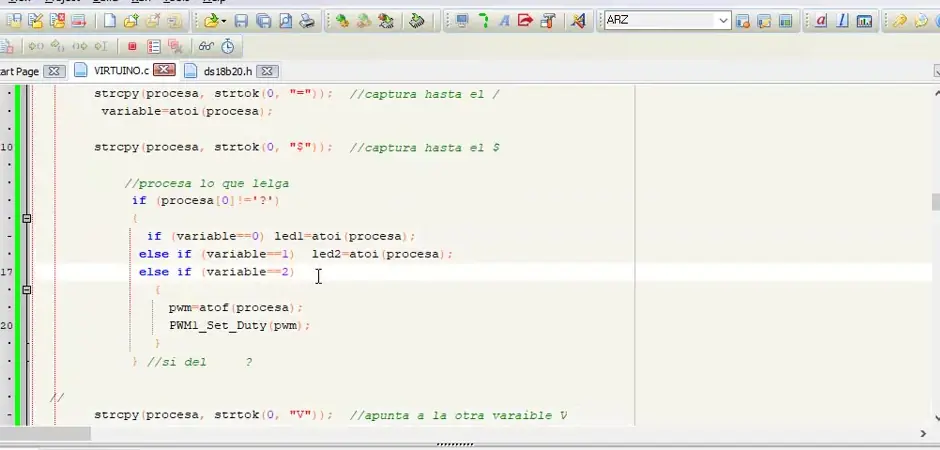 ARZ
art Page
VIRTUINO.c
ds18b20.h
strcpy(procesa, strtok(0, "=")); //captura hasta el /
variable=atoi(procesa);
10 strcpy(procesa, strtok(0, "$")); //captura hasta el $
//procesa lo que lelga
if (procesa[0]!='?')
{
if (variable==0) led1=atoi(procesa);
else if (variable==1) led2=atoi(procesa);
17 else if (variable==2)
{
pwm=atof(procesa);
20 PWM1_Set_Duty(pwm);
}
} //si del ?
//
strcpy(procesa, strtok(0, "V")); //apunta a la otra varaible V